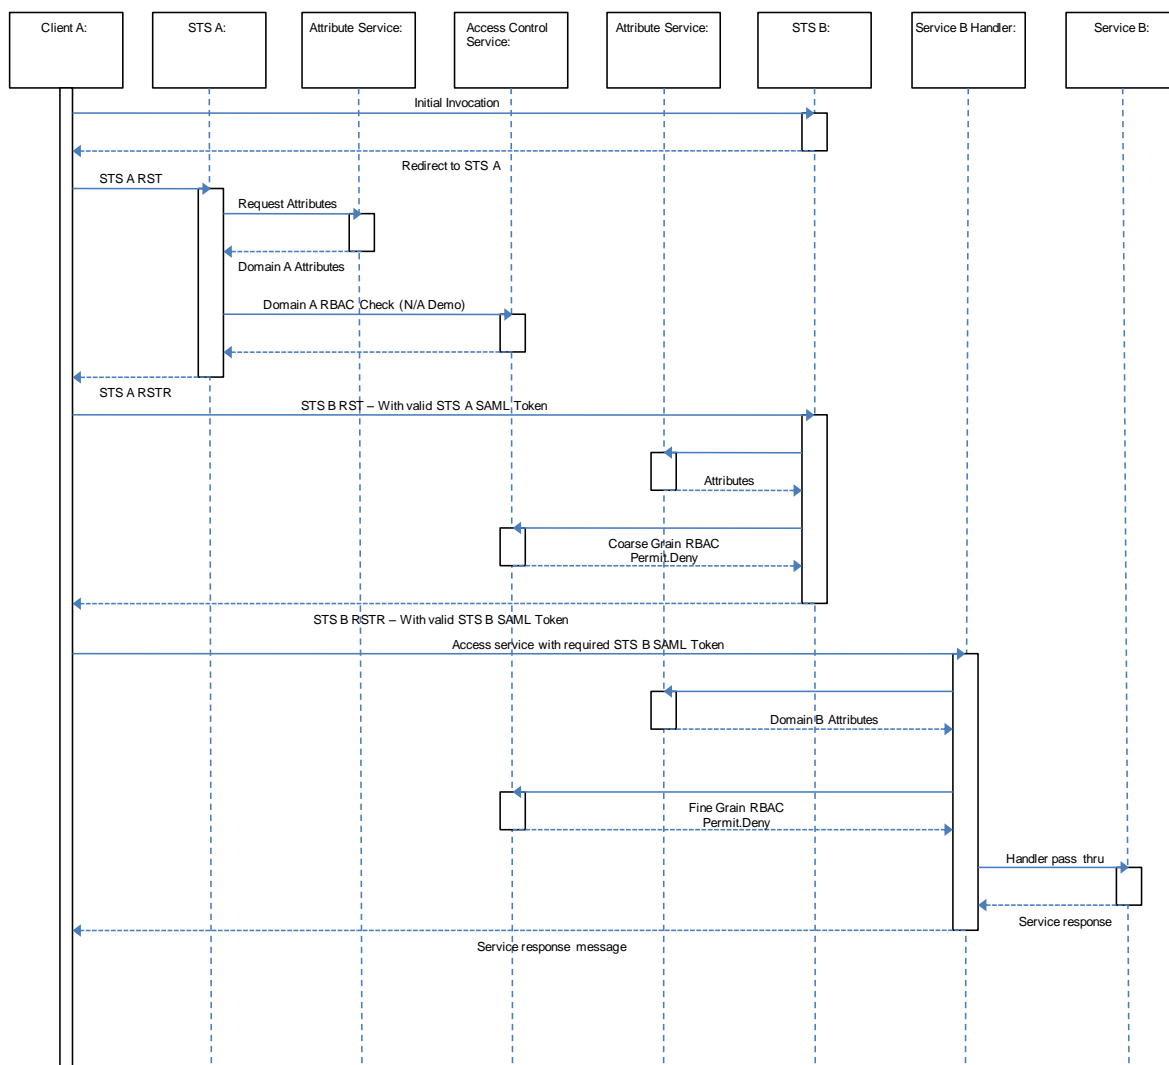 Client A:
STS A:
Attribute Service:
Access Control
Service:
Attribute Service:
STS B:
Service B Handler:
Service B:
Initial Invocation
Redirect to STS A
STS A RST
Request Attributes
Domain A Attributes
Domain A RBAC Check (N/A Demo)
STS A RSTR
STS B RST – With valid STS A SAML Token
Attributes
Coarse Grain RBAC
Permit.Deny
STS B RSTR – With valid STS B SAML Token
Access service with required STS B SAML Token
Domain B Attributes
Fine Grain RBAC
Permit.Deny
Handler pass thru
Service response
Service response message